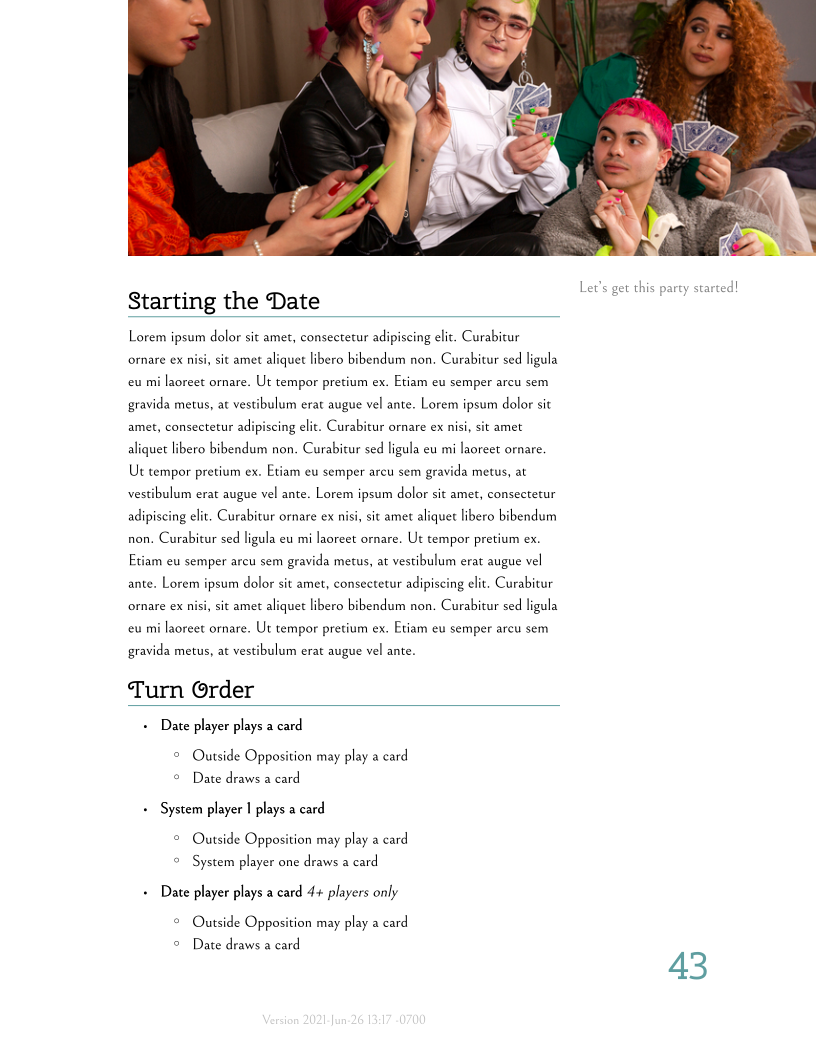 Let's get this party started!
Starting the Date
Lorem ipsum dolor sit amet, consectetur adipiscing elit. Curabitur
ornare ex nisi, sit amet aliquet libero bibendum non. Curabitur sed ligula
eu mi laoreet ornare. Ut tempor pretium ex. Etiam eu semper arcu sem
gravida metus, at vestibulum erat augue vel ante. Lorem ipsum dolor sit
amet, consectetur adipiscing elit. Curabitur ornare ex nisi, sit amet
aliquet libero bibendum non. Curabitur sed ligula eu mi laoreet ornare.
Ut tempor pretium ex. Etiam eu semper arcu sem gravida metus, at
vestibulum erat augue vel ante. Lorem ipsum dolor sit amet, consectetur
adipiscing elit. Curabitur ornare ex nisi, sit amet aliquet libero bibendum
non. Curabitur sed ligula eu mi laoreet ornare. Ut tempor pretium ex.
Etiam eu semper arcu sem gravida metus, at vestibulum erat augue vel
ante. Lorem ipsum dolor sit amet, consectetur adipiscing elit. Curabitur
ornare ex nisi, sit amet aliquet libero bibendum non. Curabitur sed ligula
eu mi laoreet ornare. Ut tempor pretium ex. Etiam eu semper arcu sem
gravida metus, at vestibulum erat augue vel ante.
Turn Order
• Date player plays a card
○ Outside Opposition may play a card
○ Date draws a card
• System player 1 plays a card
○ Outside Opposition may play a card
○ System player one draws a card
• Date player plays a card 4+ players only
○ Outside Opposition may play a card
○ Date draws a card
43
Version 2021-Jun-26 13:17 -0700